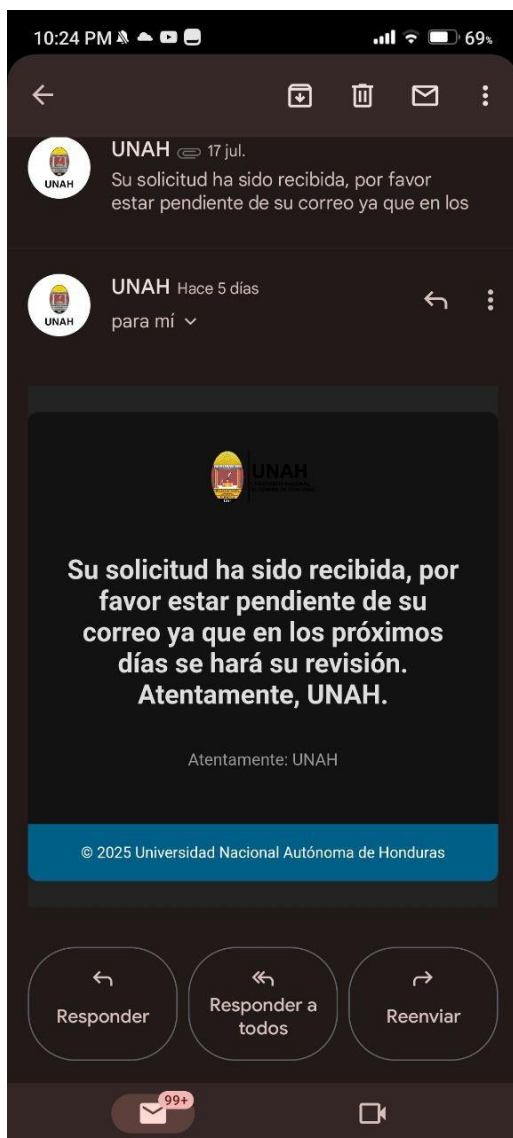 10:24 PM
69%
UNAH 17 jul.
Su solicitud ha sido recibida, por favor
estar pendiente de su correo ya que en los
UNAH
UNAH Hace 5 días
para mí
UNAH
UNAH
Su solicitud ha sido recibida, por
favor estar pendiente de su
correo ya que en los próximos
días se hará su revisión.
Atentamente, UNAH.
Atentamente: UNAH
© 2025 Universidad Nacional Autónoma de Honduras
Responder
Responder a
todos
Reenviar
99+